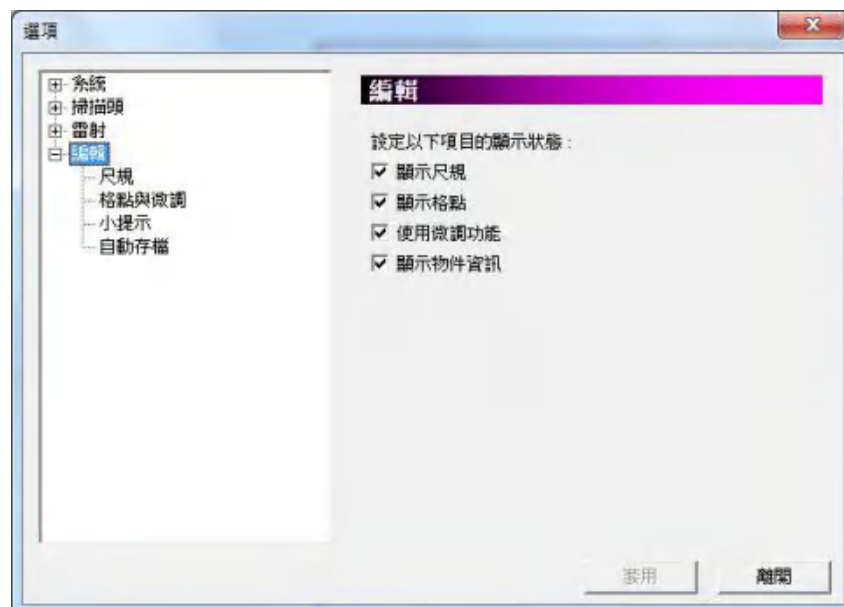 選項
系統
掃描頭
雷射
編輯
尺規
格點與微調
小提示
自動存檔
編輯
設定以下項目的顯示狀態：
顯示尺規
顯示格點
使用微調功能
顯示物件資訊
套用
離開